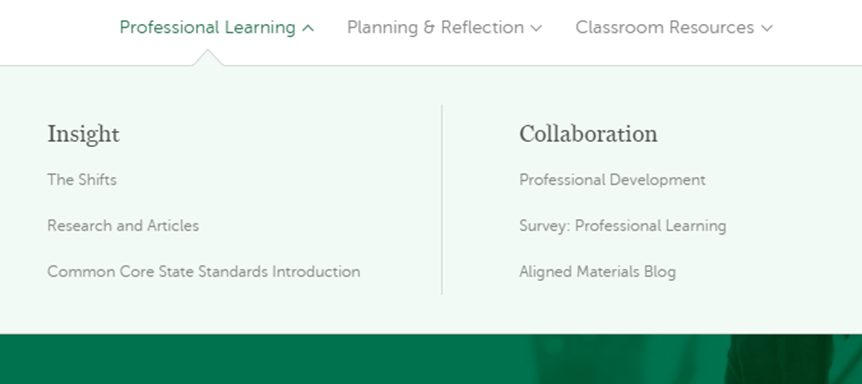 Professional Learning Planning & Reflection Classroom Resources
Insight
The Shifts
Research and Articles
Common Core State Standards Introduction
Collaboration
Professional Development
Survey: Professional Learning
Aligned Materials Blog